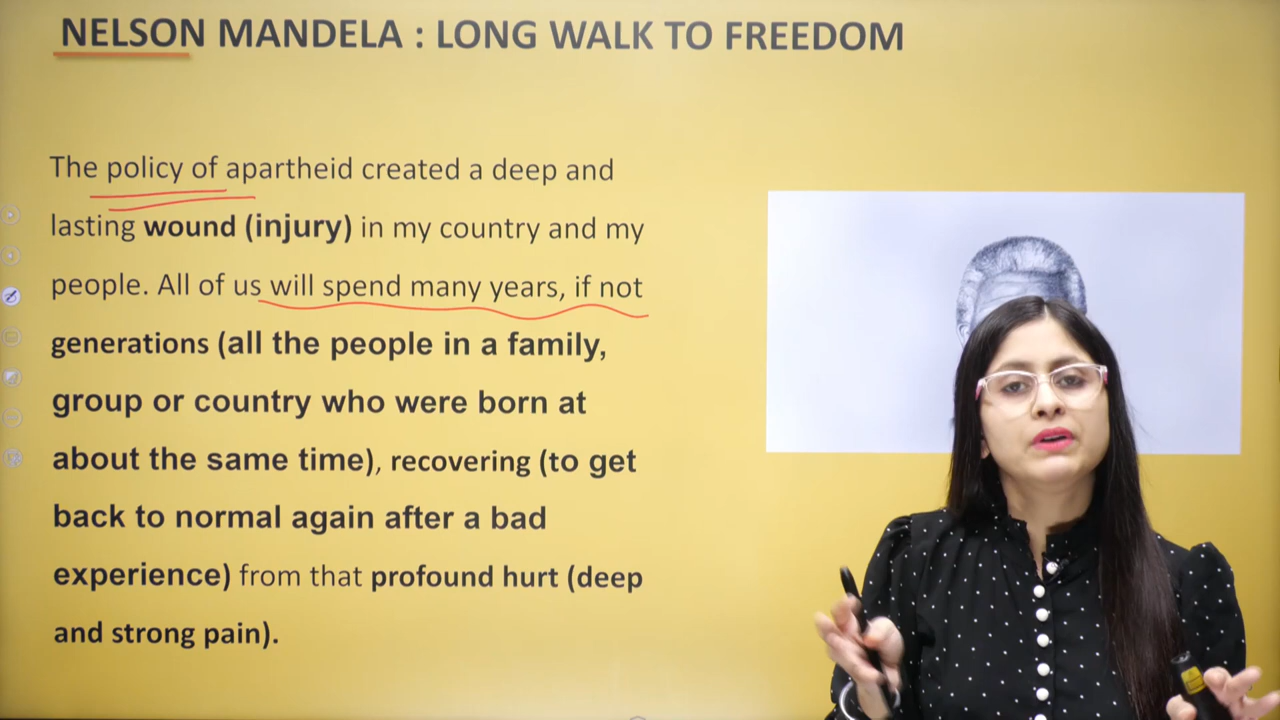 NELSON MANDELA : LONG WALK TO FREEDOM
The policy of apartheid created a deep and
lasting wound (injury) in my country and my
people. All of us will spend many years, if not
generations (all the people in a family,
group or country who were born at
about the same time), recovering (to get
back to normal again after a bad
experience) from that profound hurt (deep
and strong pain).